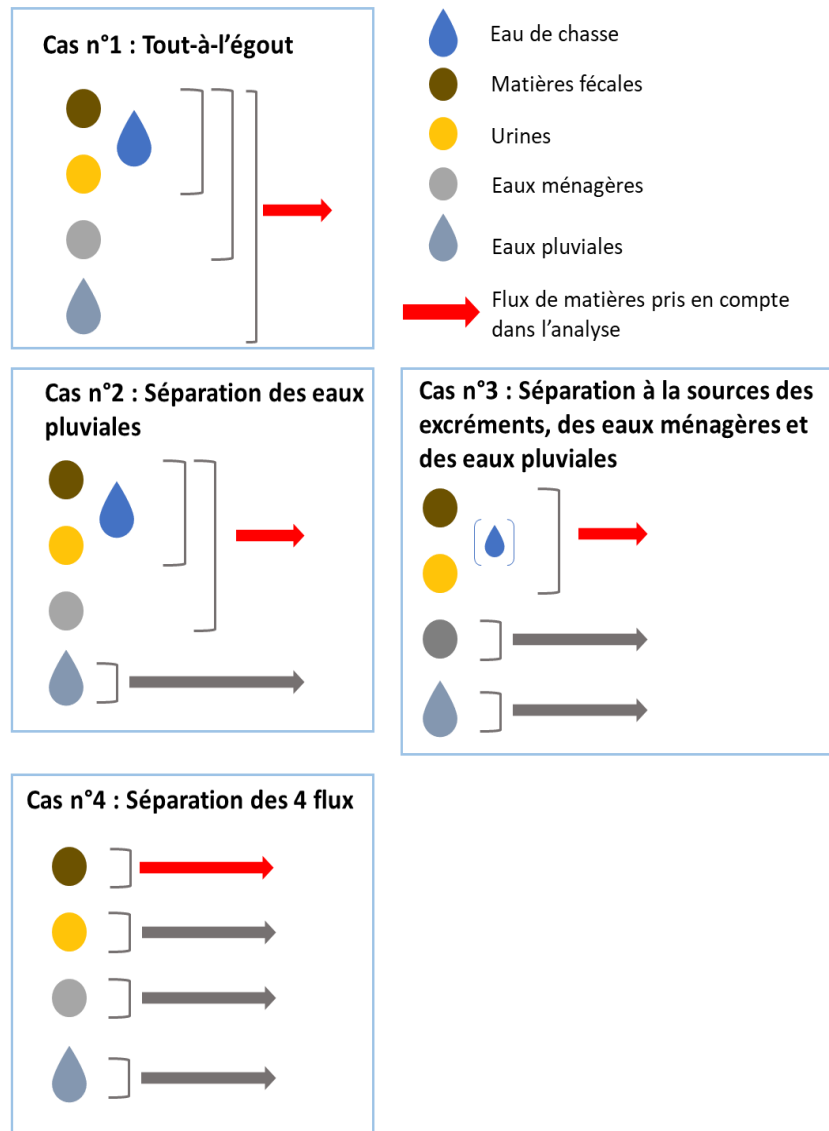 Cas n°1 : Tout-à-l’égout
Eau de chasse
Matières fécales
Urines
Eaux ménagères
Eaux pluviales
Flux de matières pris en compte
dans l’analyse
Cas n°2 : Séparation des eaux
pluviales
Cas n°3 : Séparation à la sources des
excréments, des eaux ménagères et
des eaux pluviales
Cas n°4 : Séparation des 4 flux